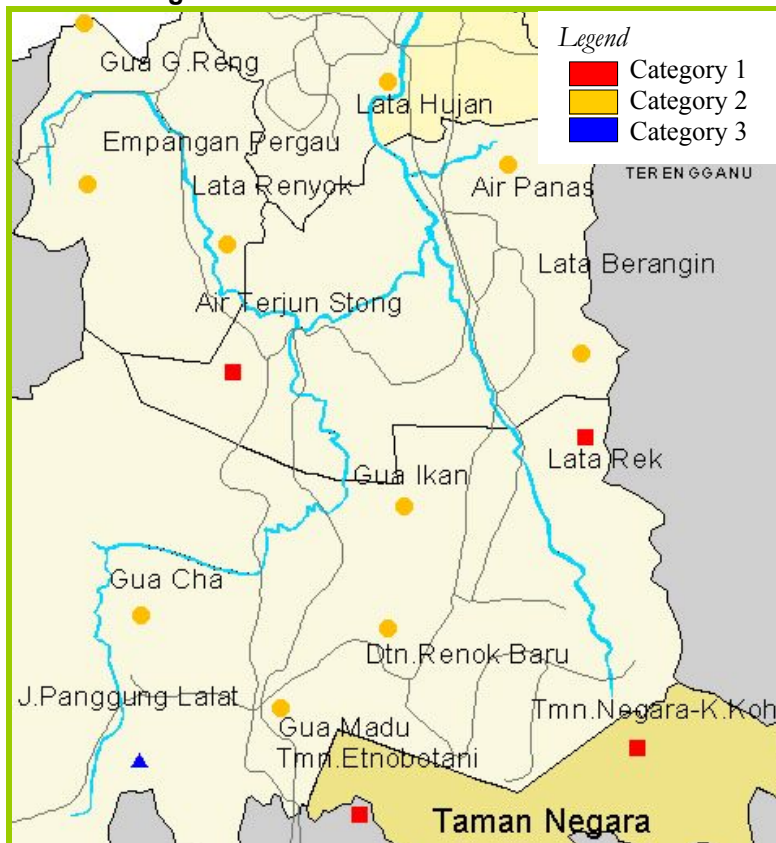 Legend
Category 1
Category 2
Category 3
Gua G.Reng
Lata Hujan
Empangan Pergau
Lata Renyok
Air Panas
TERENGGANU
Lata Berangin
Air Terjun Stong
Lata Rek
Gua Ikan
Gua Cha
Dtn.Renok Baru
J.Panggung Lalat
Tmn.Negara-K.Koh
Gua Madu
Tmn.Etnobotani
Taman Negara